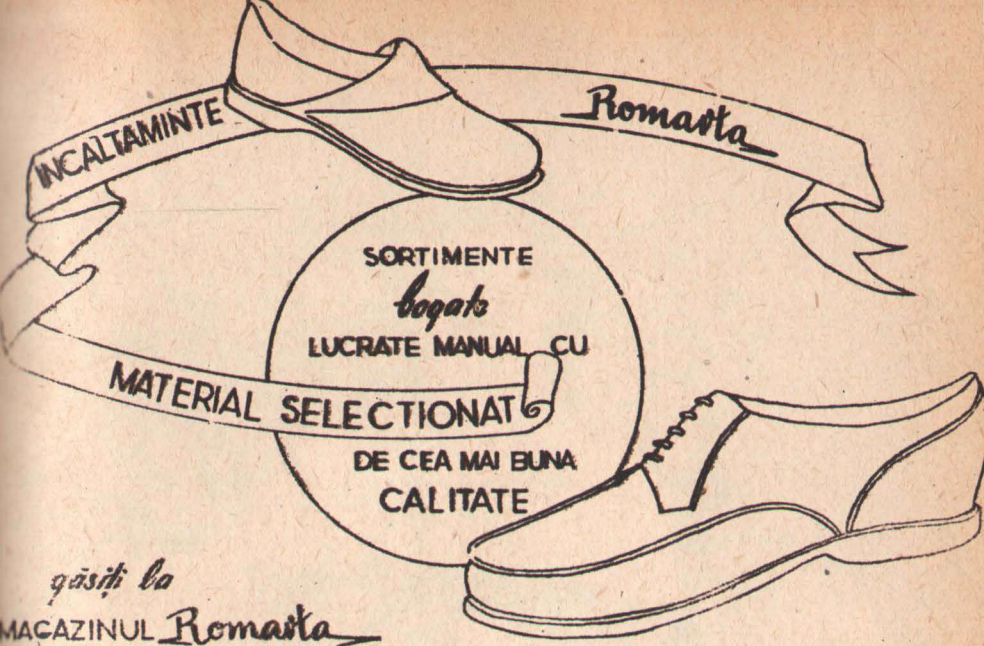 INCALTAMINTE Romarta
SORTIMENTE
bogate
LUCRATE MANUAL CU
MATERIAL SELECTIONAT
DE CEA MAI BUNA
CALITATE
găsiți la
MAGAZINUL Romarta